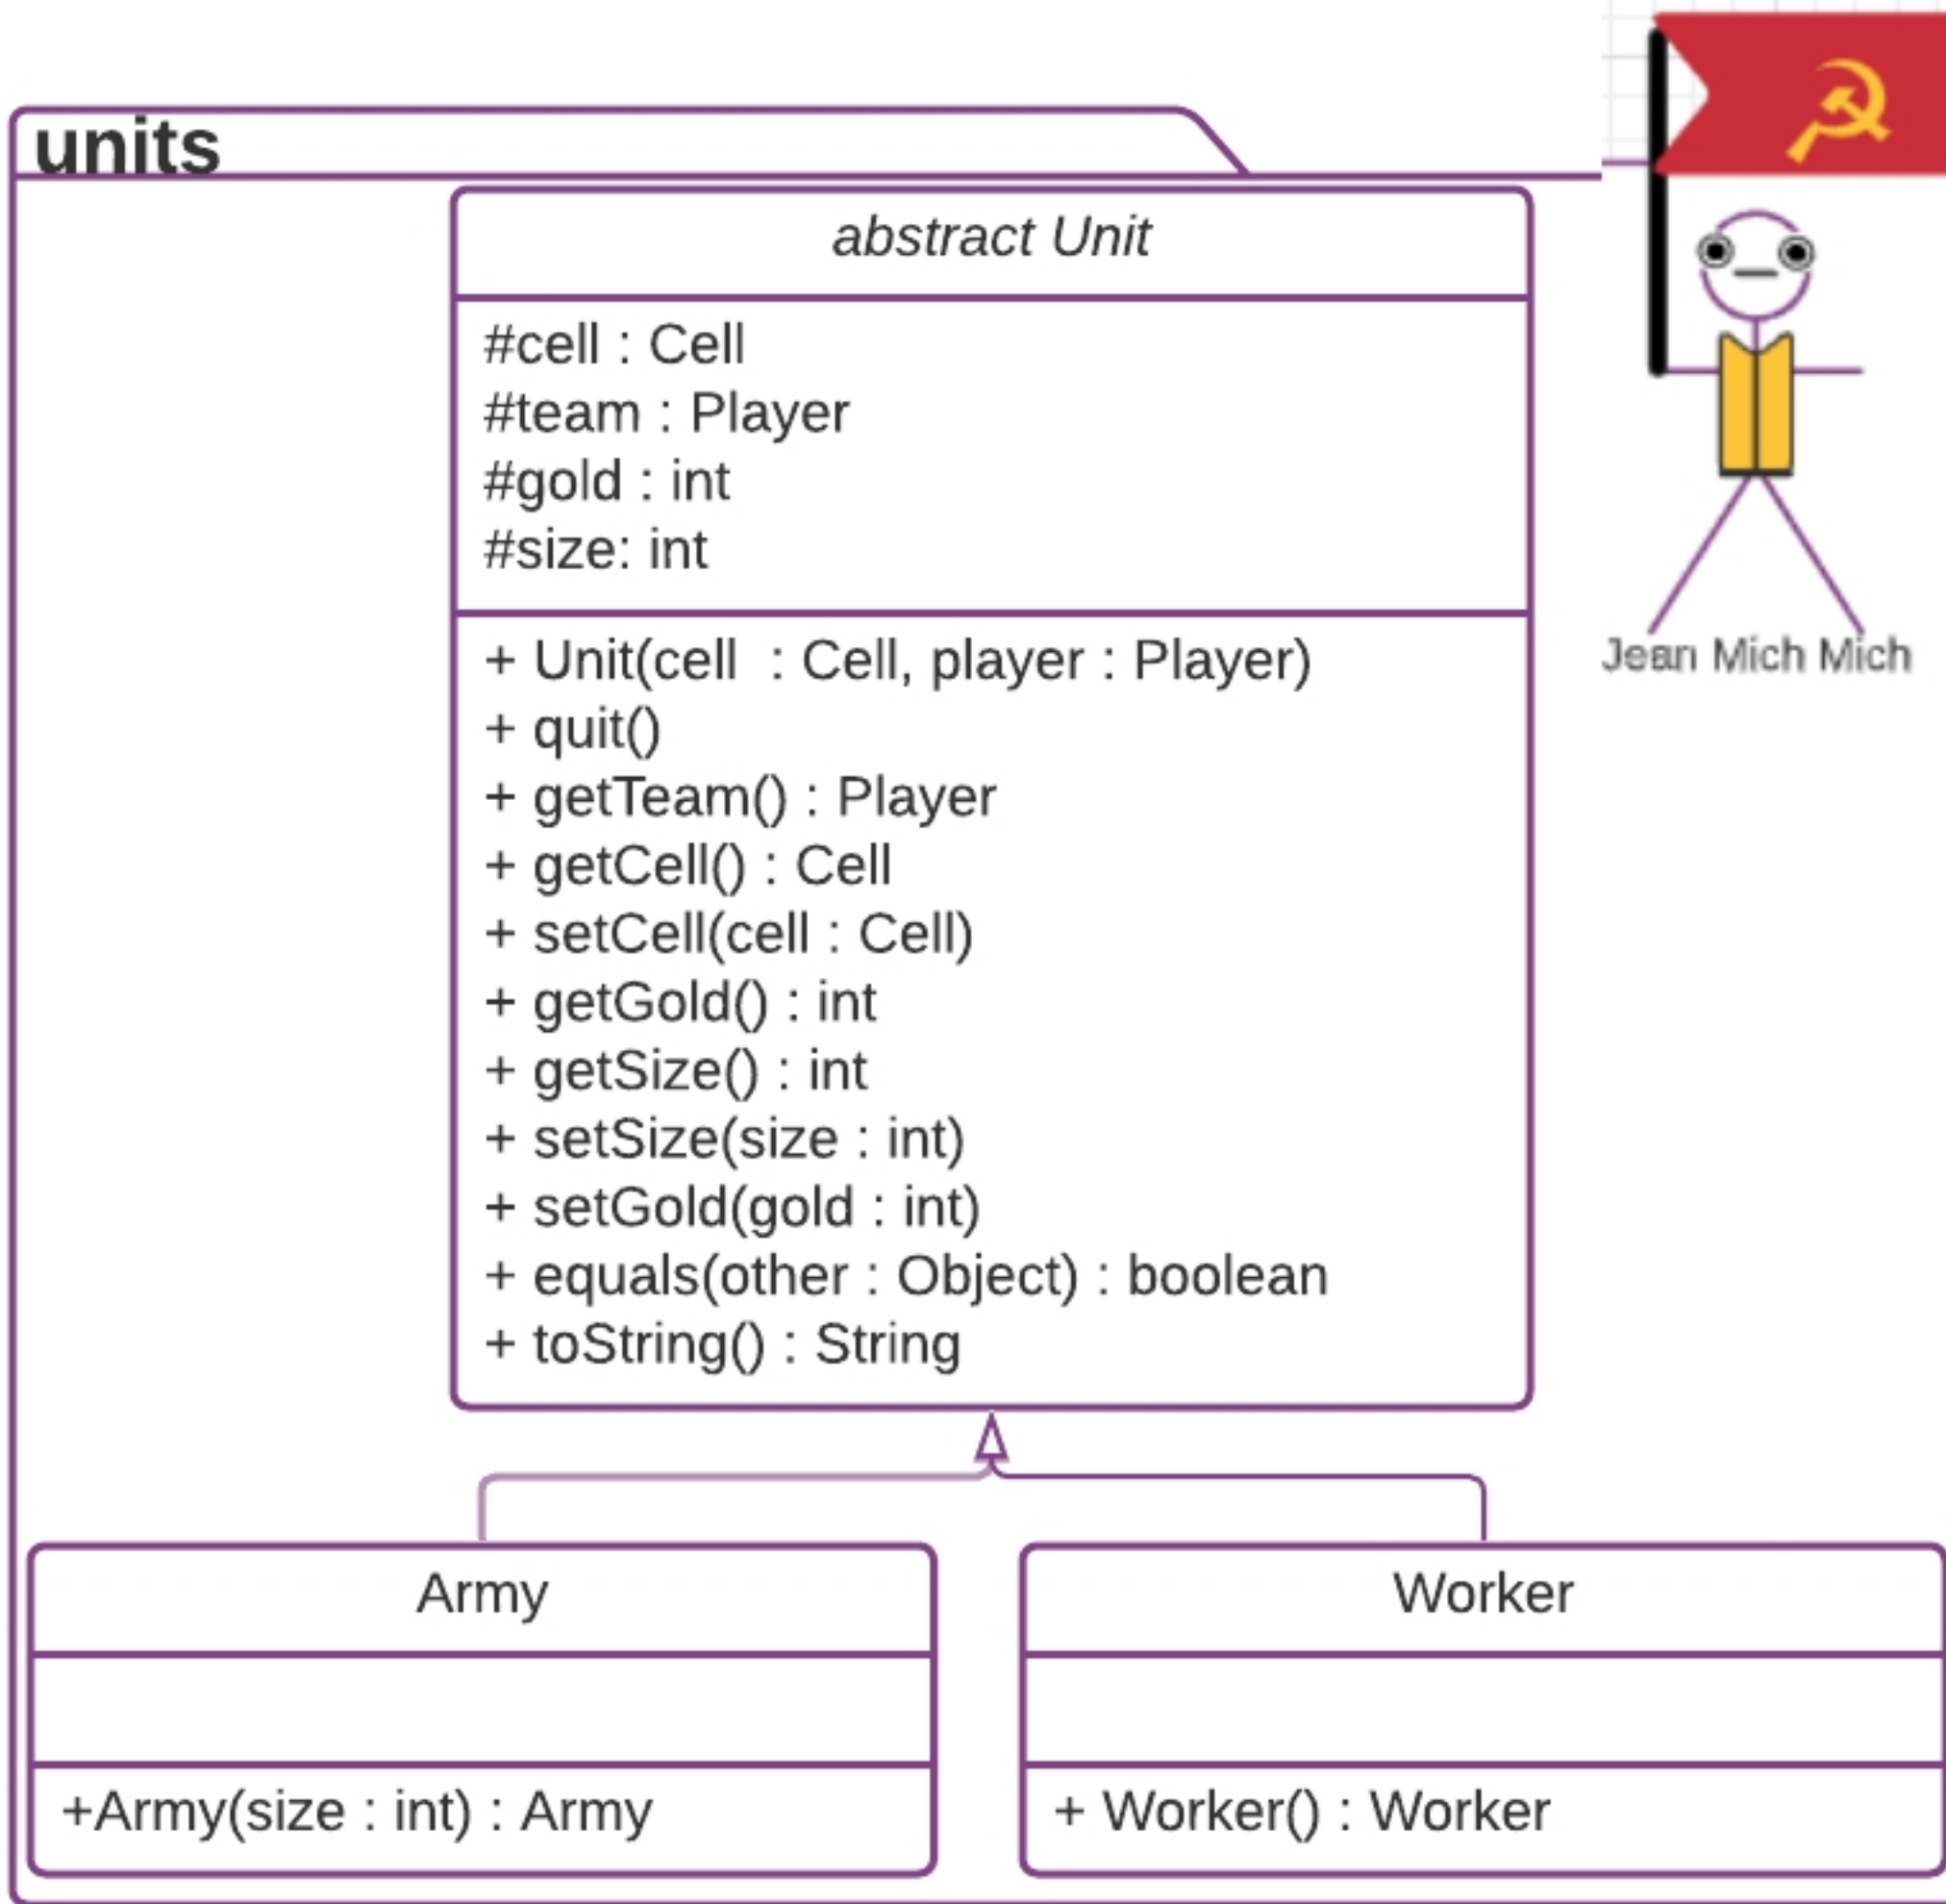 units
abstract Unit
#cell : Cell
#team : Player
#gold : int
#size: int
+ Unit(cell  : Cell, player : Player)
+ quit()
+ getTeam() : Player
+ getCell() : Cell
+ setCell(cell : Cell)
+ getGold() : int
+ getSize() : int
+ setSize(size : int)
+ setGold(gold : int)
+ equals(other : Object) : boolean
+ toString() : String
Jean Mich Mich
Army
+Army(size : int) : Army
Worker
+ Worker() : Worker